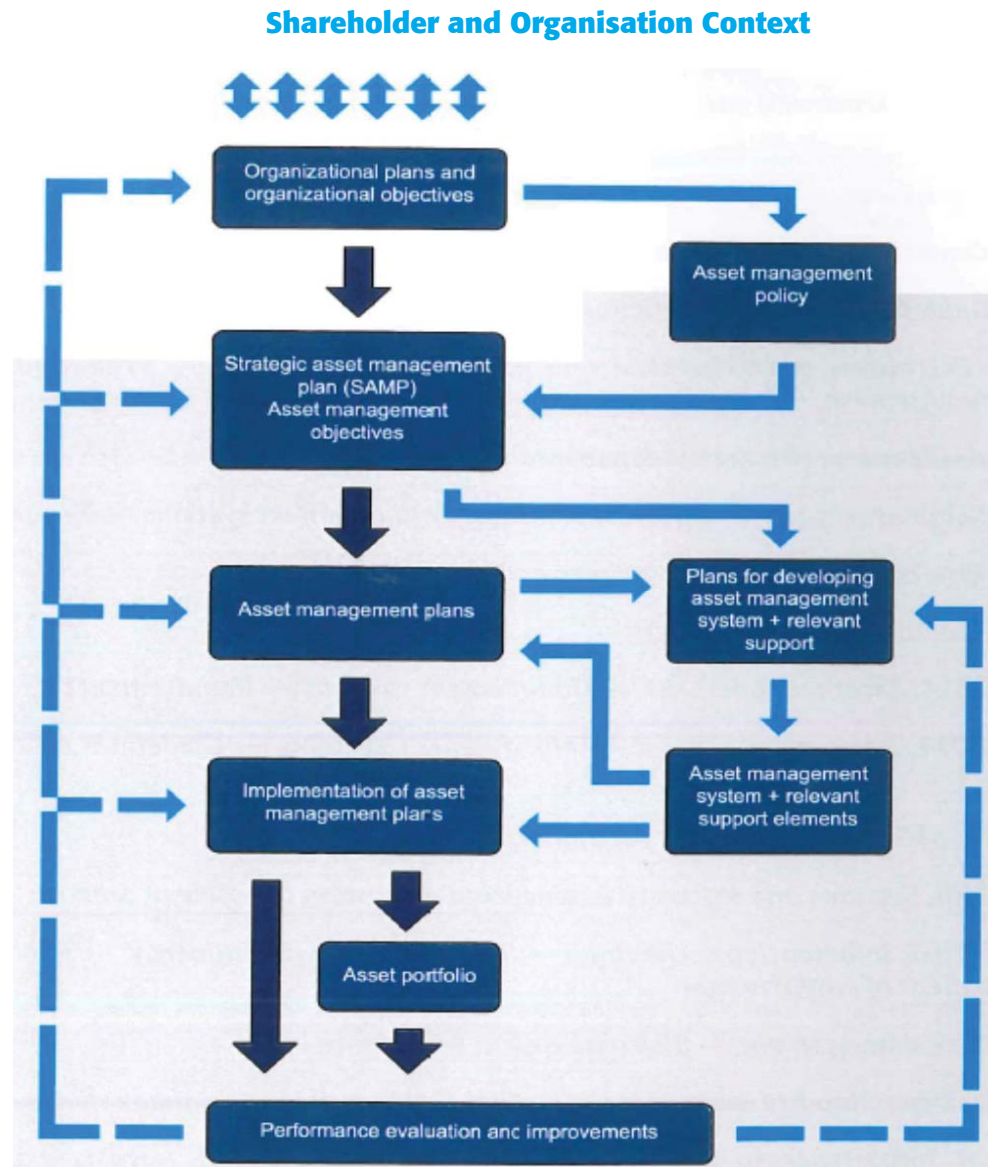 Shareholder and Organisation Context
Organizational plans and
organizational objectives
Asset management
policy
Strategic asset management
plan (SAMP)
Asset management
objectives
Asset management plans
Plans for developing
asset management
system + relevant
support
Implementation of asset
management plans
Asset management
system + relevant
support elements
Asset portfolio
Performance evaluation and improvements